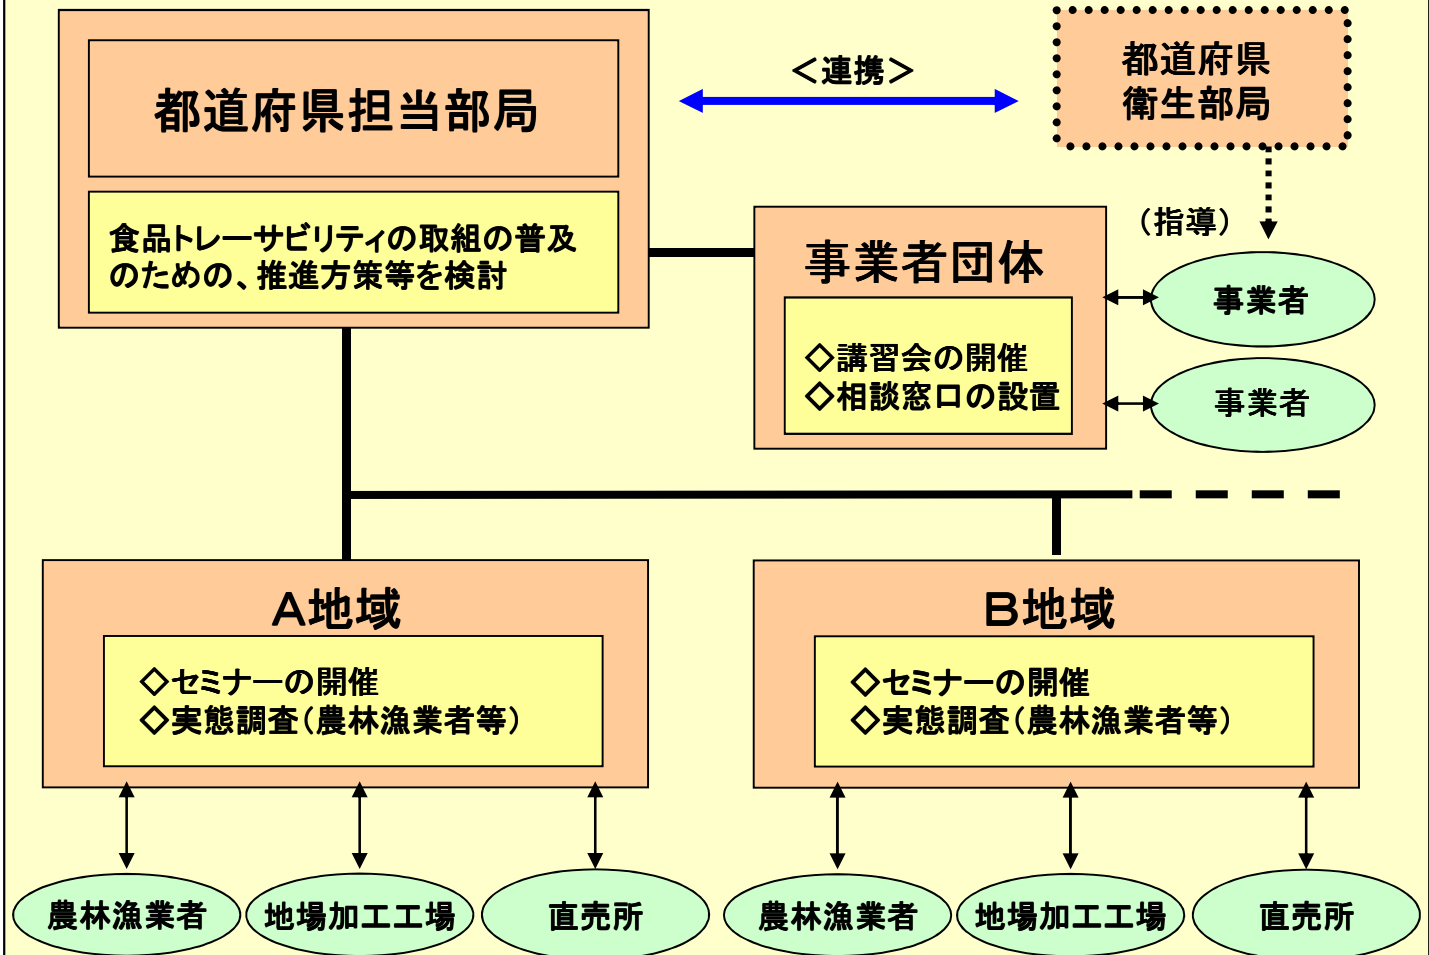 都道府県担当部局
食品トレーサビリティの取組の普及
のための、推進方策等を検討
＜連携＞
都道府県
衛生部局
（指導）
事業者団体
◇講習会の開催
◇相談窓口の設置
事業者
事業者
Ａ地域
◇セミナーの開催
◇実態調査（農林漁業者等）
Ｂ地域
◇セミナーの開催
◇実態調査（農林漁業者等）
農林漁業者
地場加工工場
直売所
農林漁業者
地場加工工場
直売所